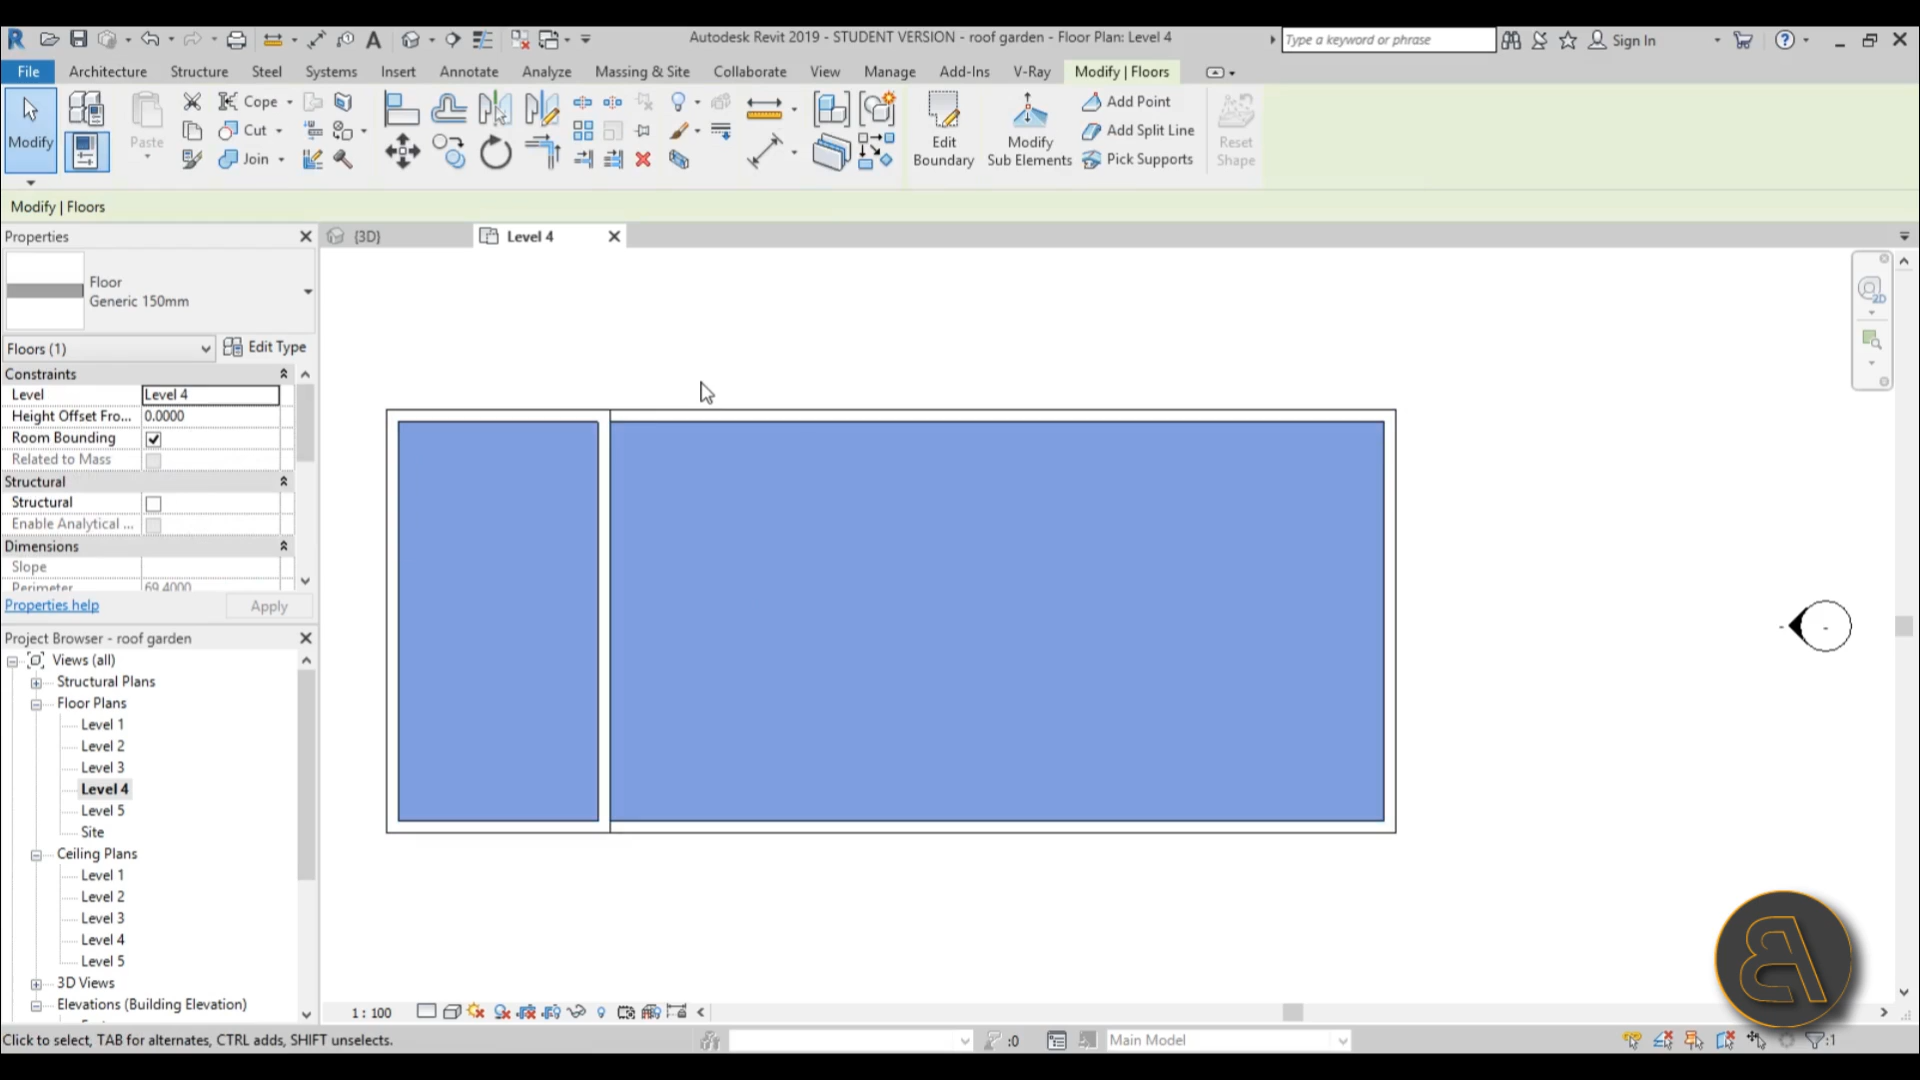 Autodesk Revit 2019 - STUDENT VERSION - roof garden - Floor Plan: Level 4
Type a keyword or phrase
Sign In
File Architecture Structure Steel Systems Insert Annotate Analyze Massing & Site Collaborate View Manage Add-Ins V-Ray Modify | Floors
Modify
Paste
Cope
Cut
Join
Edit Boundary
Modify Sub Elements
Add Point
Add Split Line
Pick Supports
Reset Shape
Modify | Floors
Properties
{3D}
Level 4
Floor
Generic 150mm
Floors (1)
Edit Type
Constraints
Level Level 4
Height Offset Fro... 0.0000
Room Bounding
Related to Mass
Structural
Structural
Enable Analytical ...
Dimensions
Slope
Perimeter 69.4000
Properties help
Apply
Project Browser - roof garden
Views (all)
Structural Plans
Floor Plans
Level 1
Level 2
Level 3
Level 4
Level 5
Site
Ceiling Plans
Level 1
Level 2
Level 3
Level 4
Level 5
3D Views
Elevations (Building Elevation)
1 : 100
Click to select, TAB for alternates, CTRL adds, SHIFT unselects.
:0
Main Model
:1